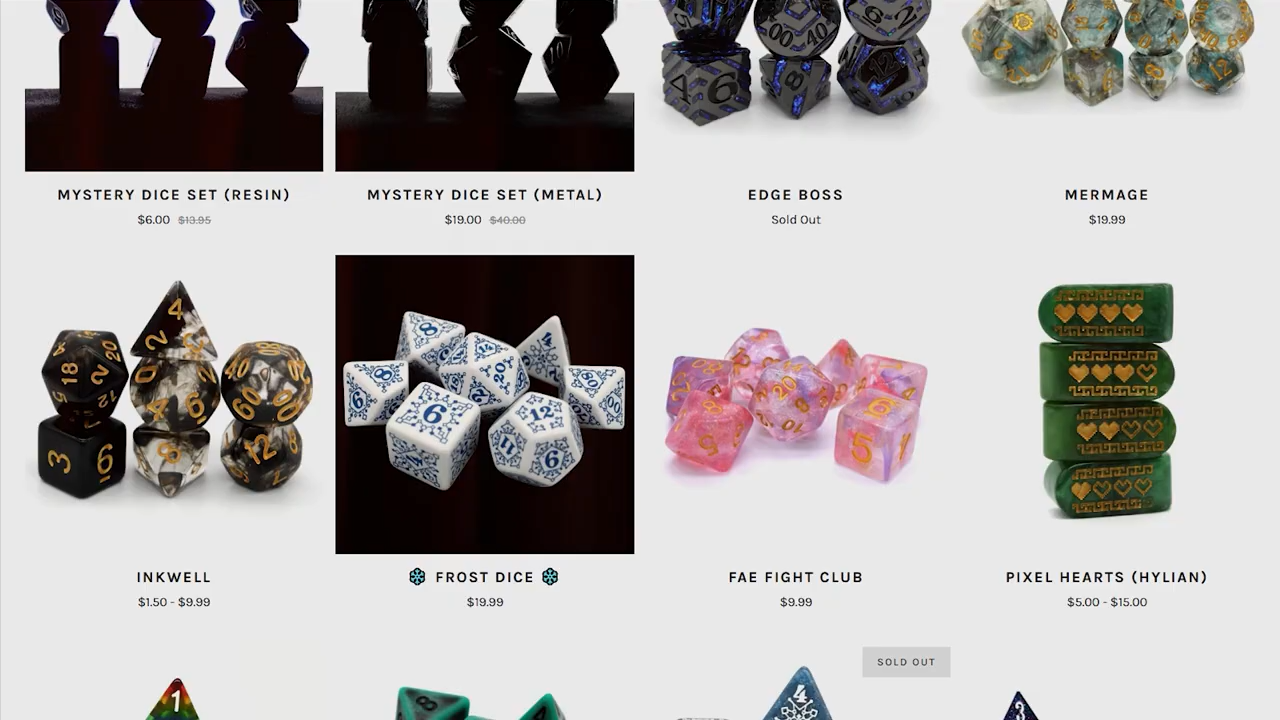 MYSTERY DICE SET (RESIN)
$6.00 $13.95
MYSTERY DICE SET (METAL)
$19.00 $40.00
EDGE BOSS
Sold Out
MERMAGE
$19.99
INKWELL
$1.50 - $9.99
❄ FROST DICE ❄
$19.99
FAE FIGHT CLUB
$9.99
PIXEL HEARTS (HYLIAN)
$5.00 - $15.00
SOLD OUT